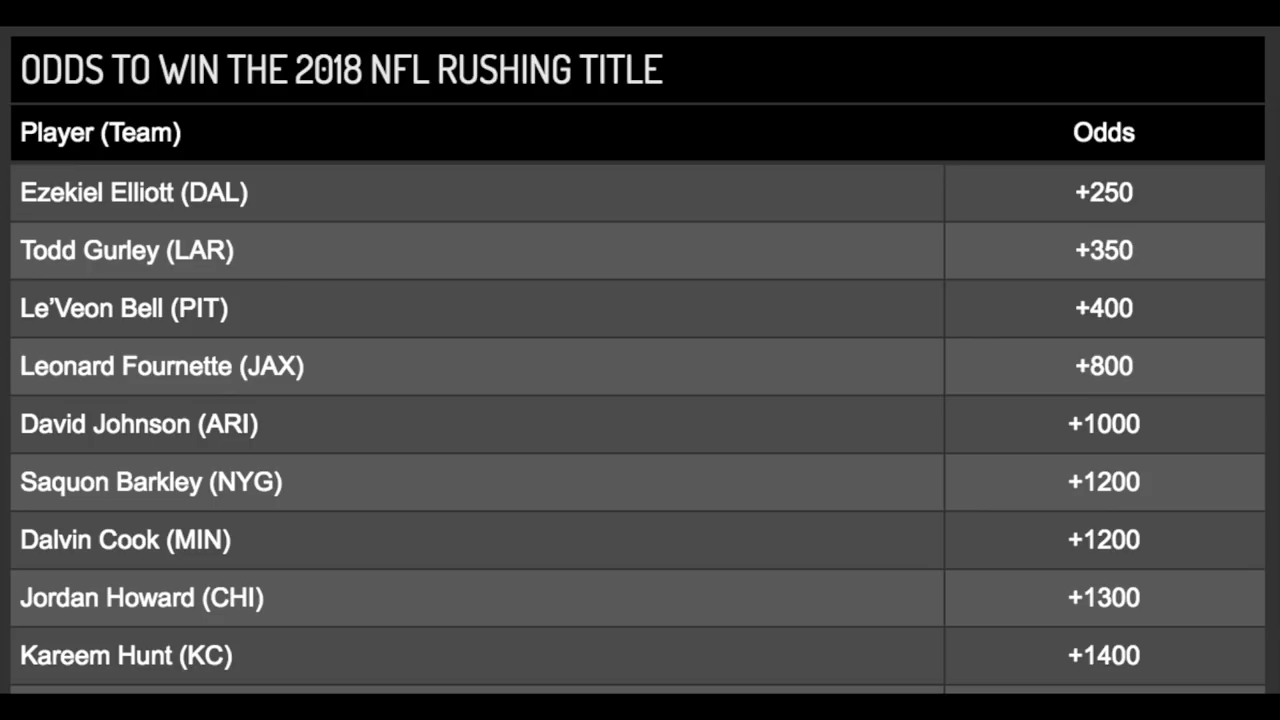 ODDS TO WIN THE 2018 NFL RUSHING TITLE
Player (Team) Odds
Ezekiel Elliott (DAL) +250
Todd Gurley (LAR) +350
Le’Veon Bell (PIT) +400
Leonard Fournette (JAX) +800
David Johnson (ARI) +1000
Saquon Barkley (NYG) +1200
Dalvin Cook (MIN) +1200
Jordan Howard (CHI) +1300
Kareem Hunt (KC) +1400